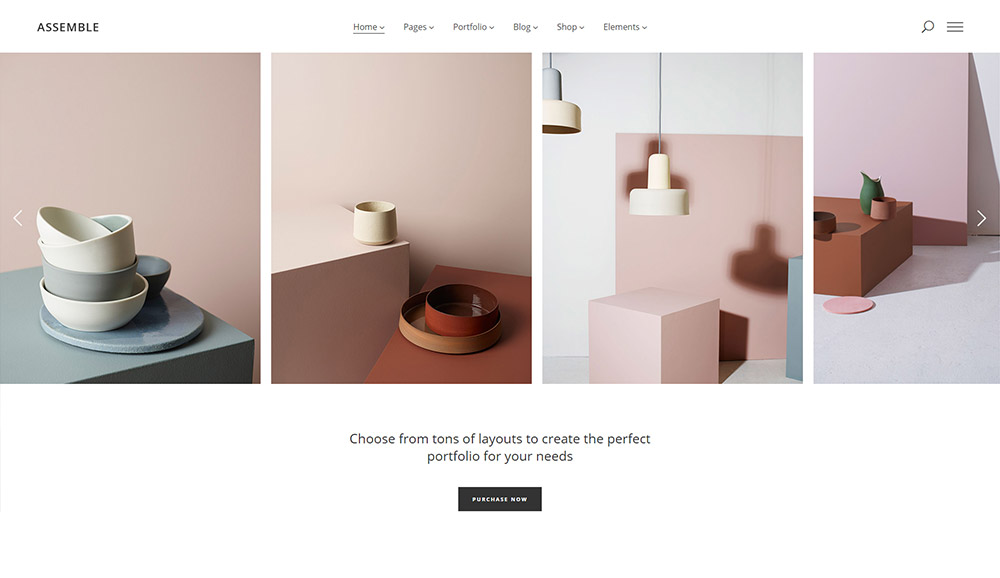 ASSEMBLE
Home Pages Portfolio Blog Shop Elements
Choose from tons of layouts to create the perfect
portfolio for your needs
PURCHASE NOW